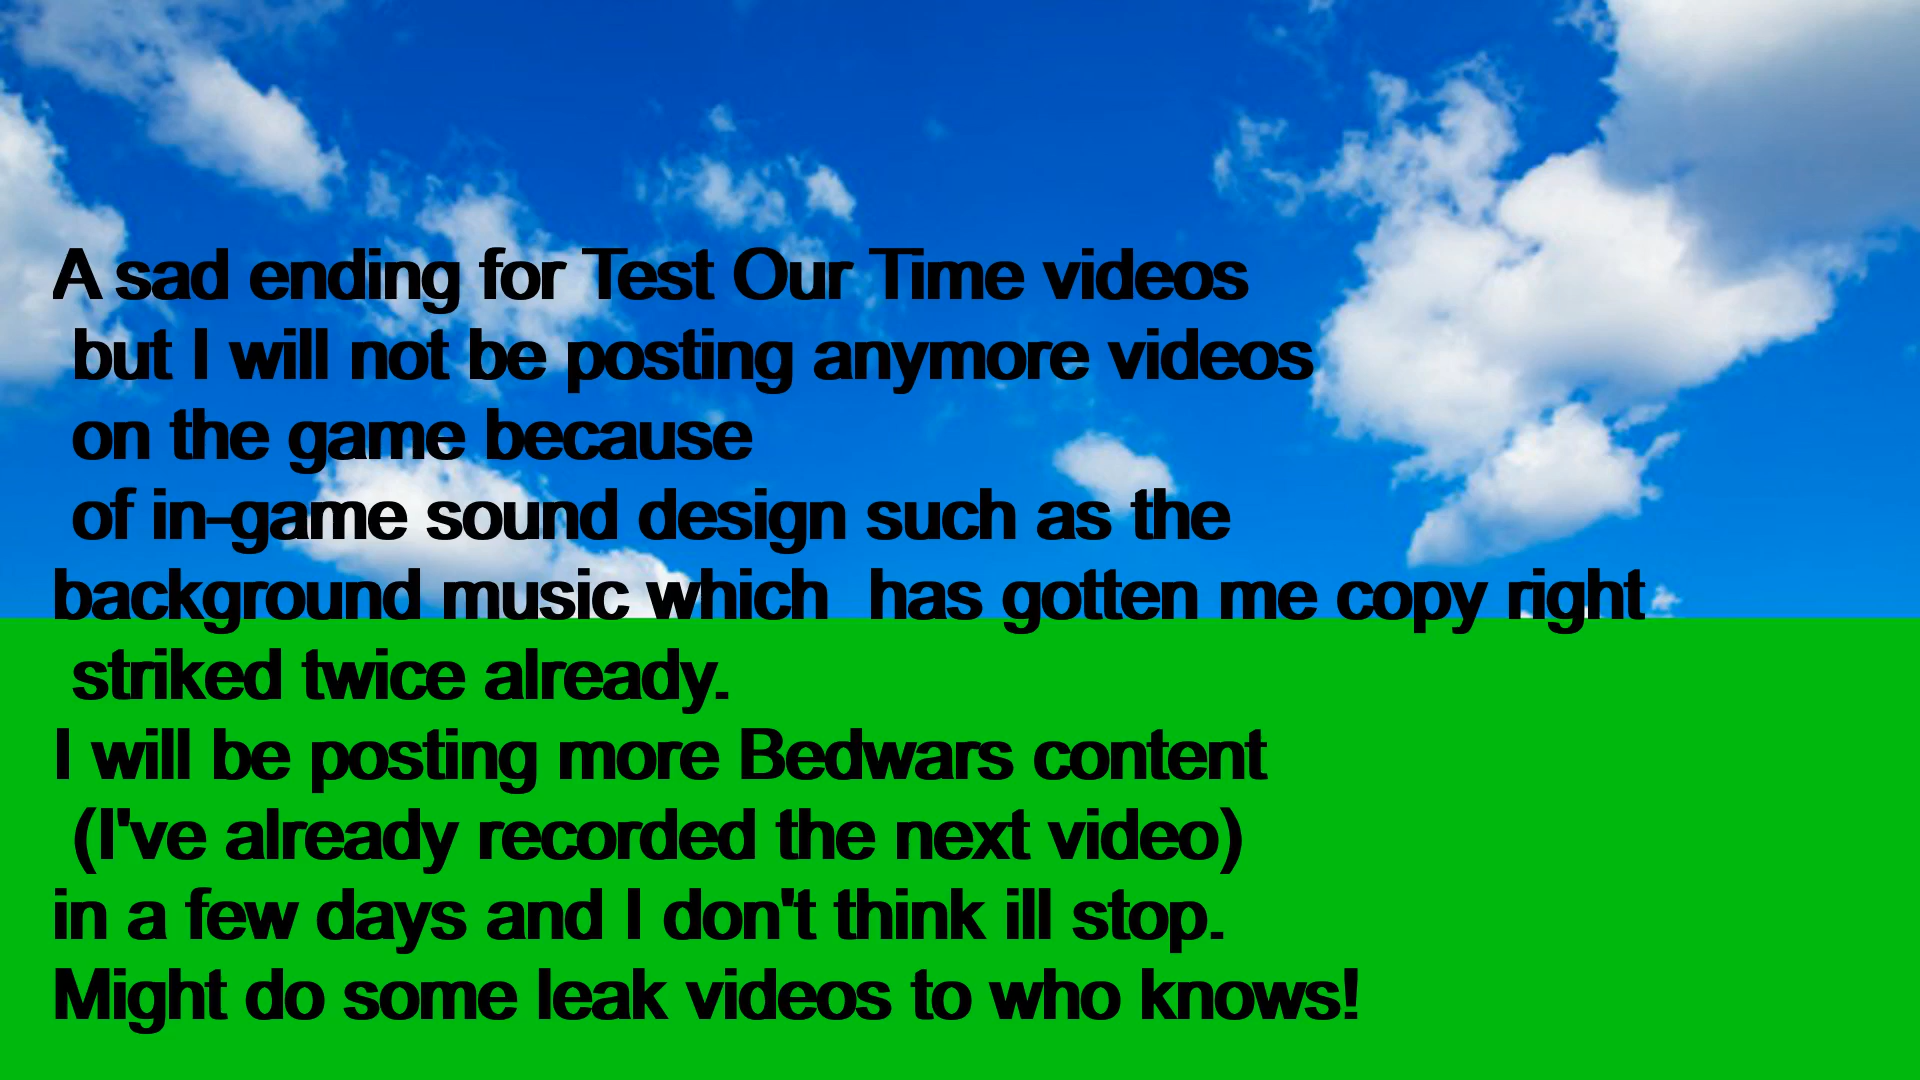 A sad ending for Test Our Time videos
but I will not be posting anymore videos
on the game because
of in-game sound design such as the
background music which  has gotten me copy right
striked twice already.
I will be posting more Bedwars content
(I've already recorded the next video)
in a few days and I don't think ill stop.
Might do some leak videos to who knows!